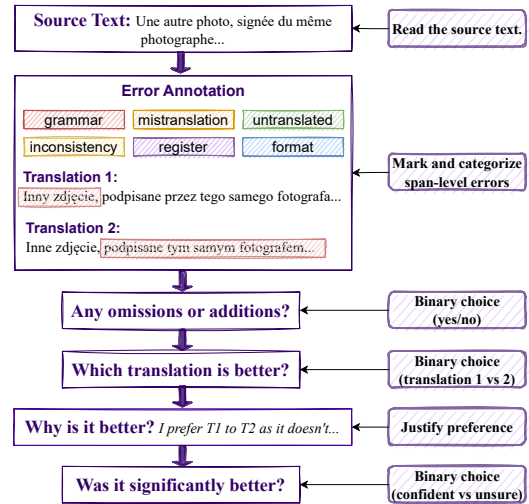 Source Text: Une autre photo, signée du même
photographe...
Read the source text.
Error Annotation
grammar mistranslation untranslated
inconsistency register format
Translation 1:
Inny zdjęcie, podpisane przez tego samego fotografa...
Translation 2:
Inne zdjęcie, podpisane tym samym fotografem...
Mark and categorize
span-level errors
Any omissions or additions?
Binary choice
(yes/no)
Which translation is better?
Binary choice
(translation 1 vs 2)
Why is it better? I prefer T1 to T2 as it doesn't...
Justify preference
Was it significantly better?
Binary choice
(confident vs unsure)